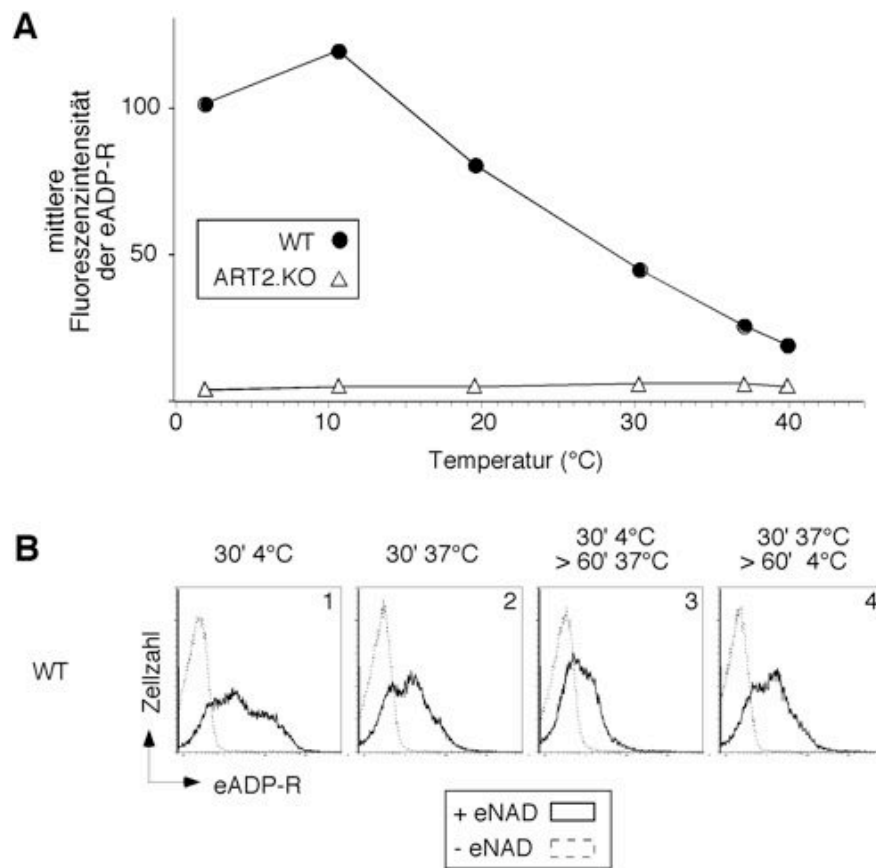 A
mittlere
Fluoreszenzintensität
der eADP-R
100
50
WT
ART2.KO
0
10
20
30
40
Temperatur (°C)
B
30' 4°C
30' 37°C
30' 4°C
> 60' 37°C
30' 37°C
> 60' 4°C
1
2
3
4
WT
Zellzahl
eADP-R
+ eNAD
- eNAD